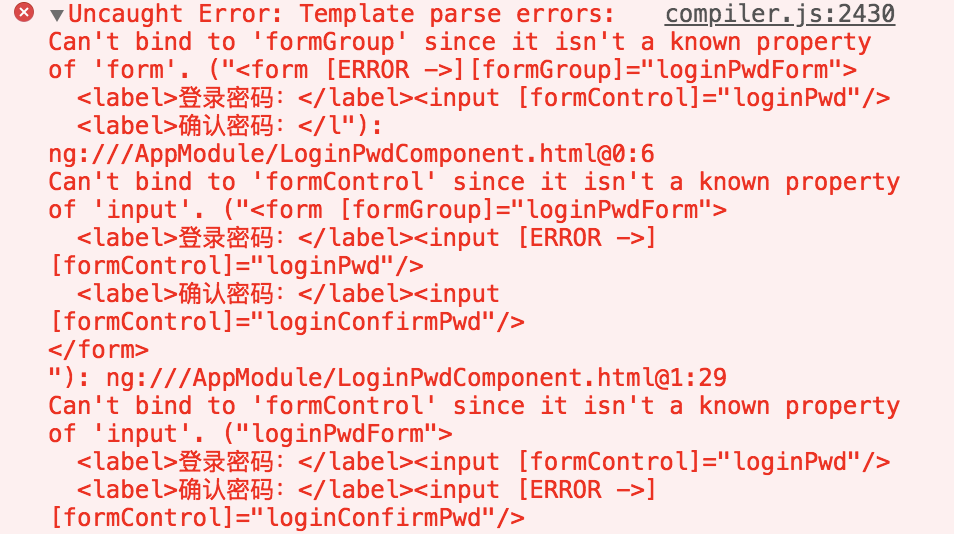 Uncaught Error: Template parse errors: compiler.js:2430
Can't bind to 'formGroup' since it isn't a known property
of 'form'. ("<form [ERROR ->][formGroup]="loginPwdForm">
<label>登录密码：</label><input [formControl]="loginPwd"/>
<label>确认密码：</l"):
ng:///AppModule/LoginPwdComponent.html@0:6
Can't bind to 'formControl' since it isn't a known property
of 'input'. ("<form [formGroup]="loginPwdForm">
<label>登录密码：</label><input [ERROR ->]
[formControl]="loginPwd"/>
<label>确认密码：</label><input
[formControl]="loginConfirmPwd"/>
</form>
"): ng:///AppModule/LoginPwdComponent.html@1:29
Can't bind to 'formControl' since it isn't a known property
of 'input'. ("loginPwdForm">
<label>登录密码：</label><input [formControl]="loginPwd"/>
<label>确认密码：</label><input [ERROR ->]
[formControl]="loginConfirmPwd"/>